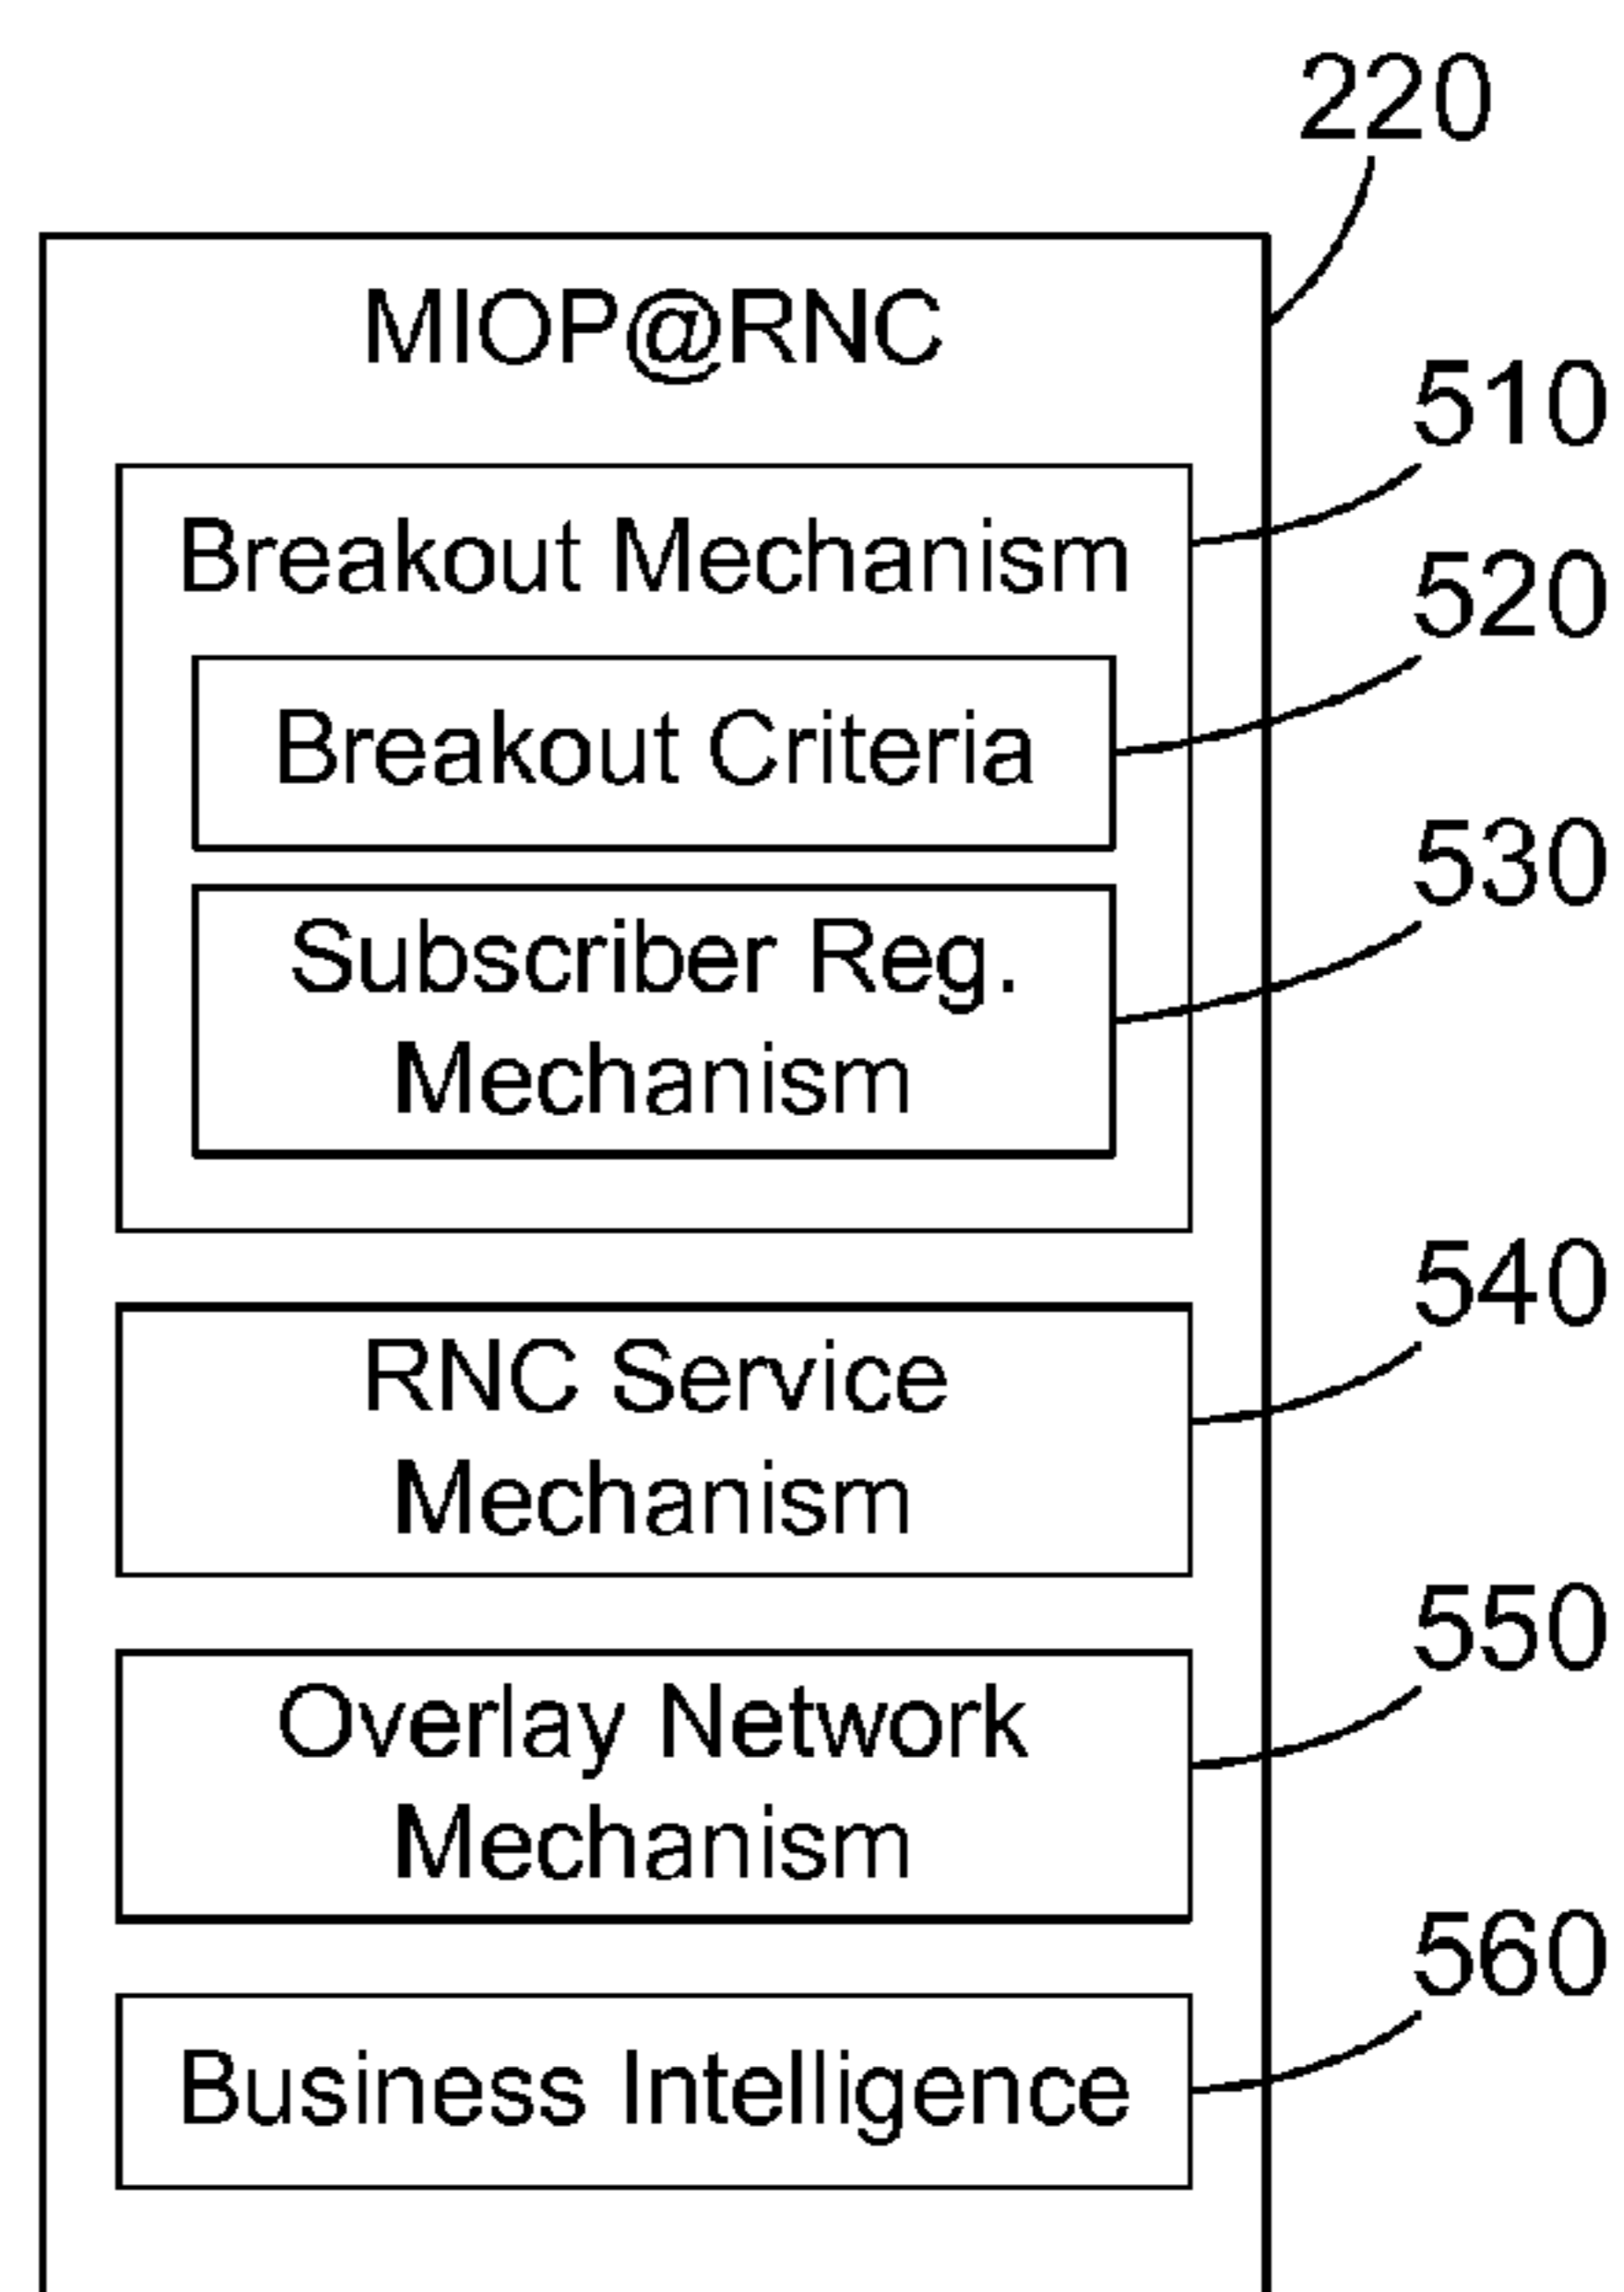 220
MIOP@RNC
510
Breakout Mechanism
520
Breakout Criteria
530
Subscriber Reg.
Mechanism
540
RNC Service
Mechanism
550
Overlay Network
Mechanism
560
Business Intelligence